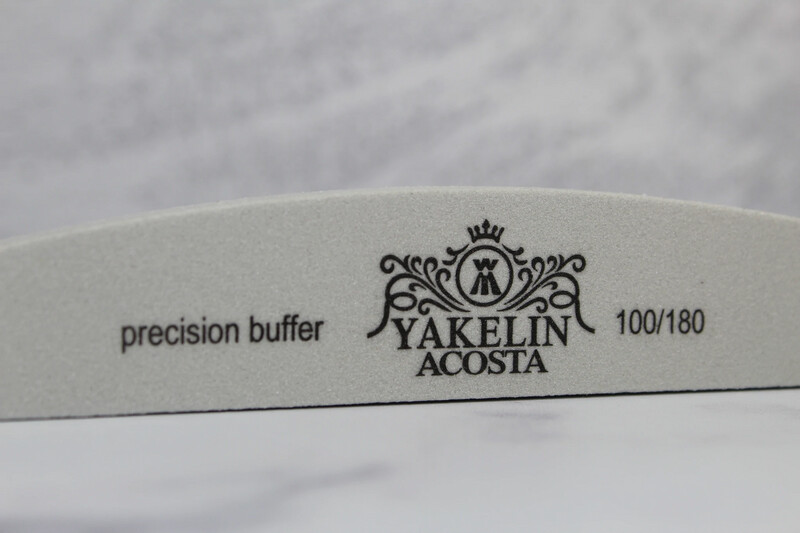 precision buffer
YAKELIN
ACOSTA
100/180